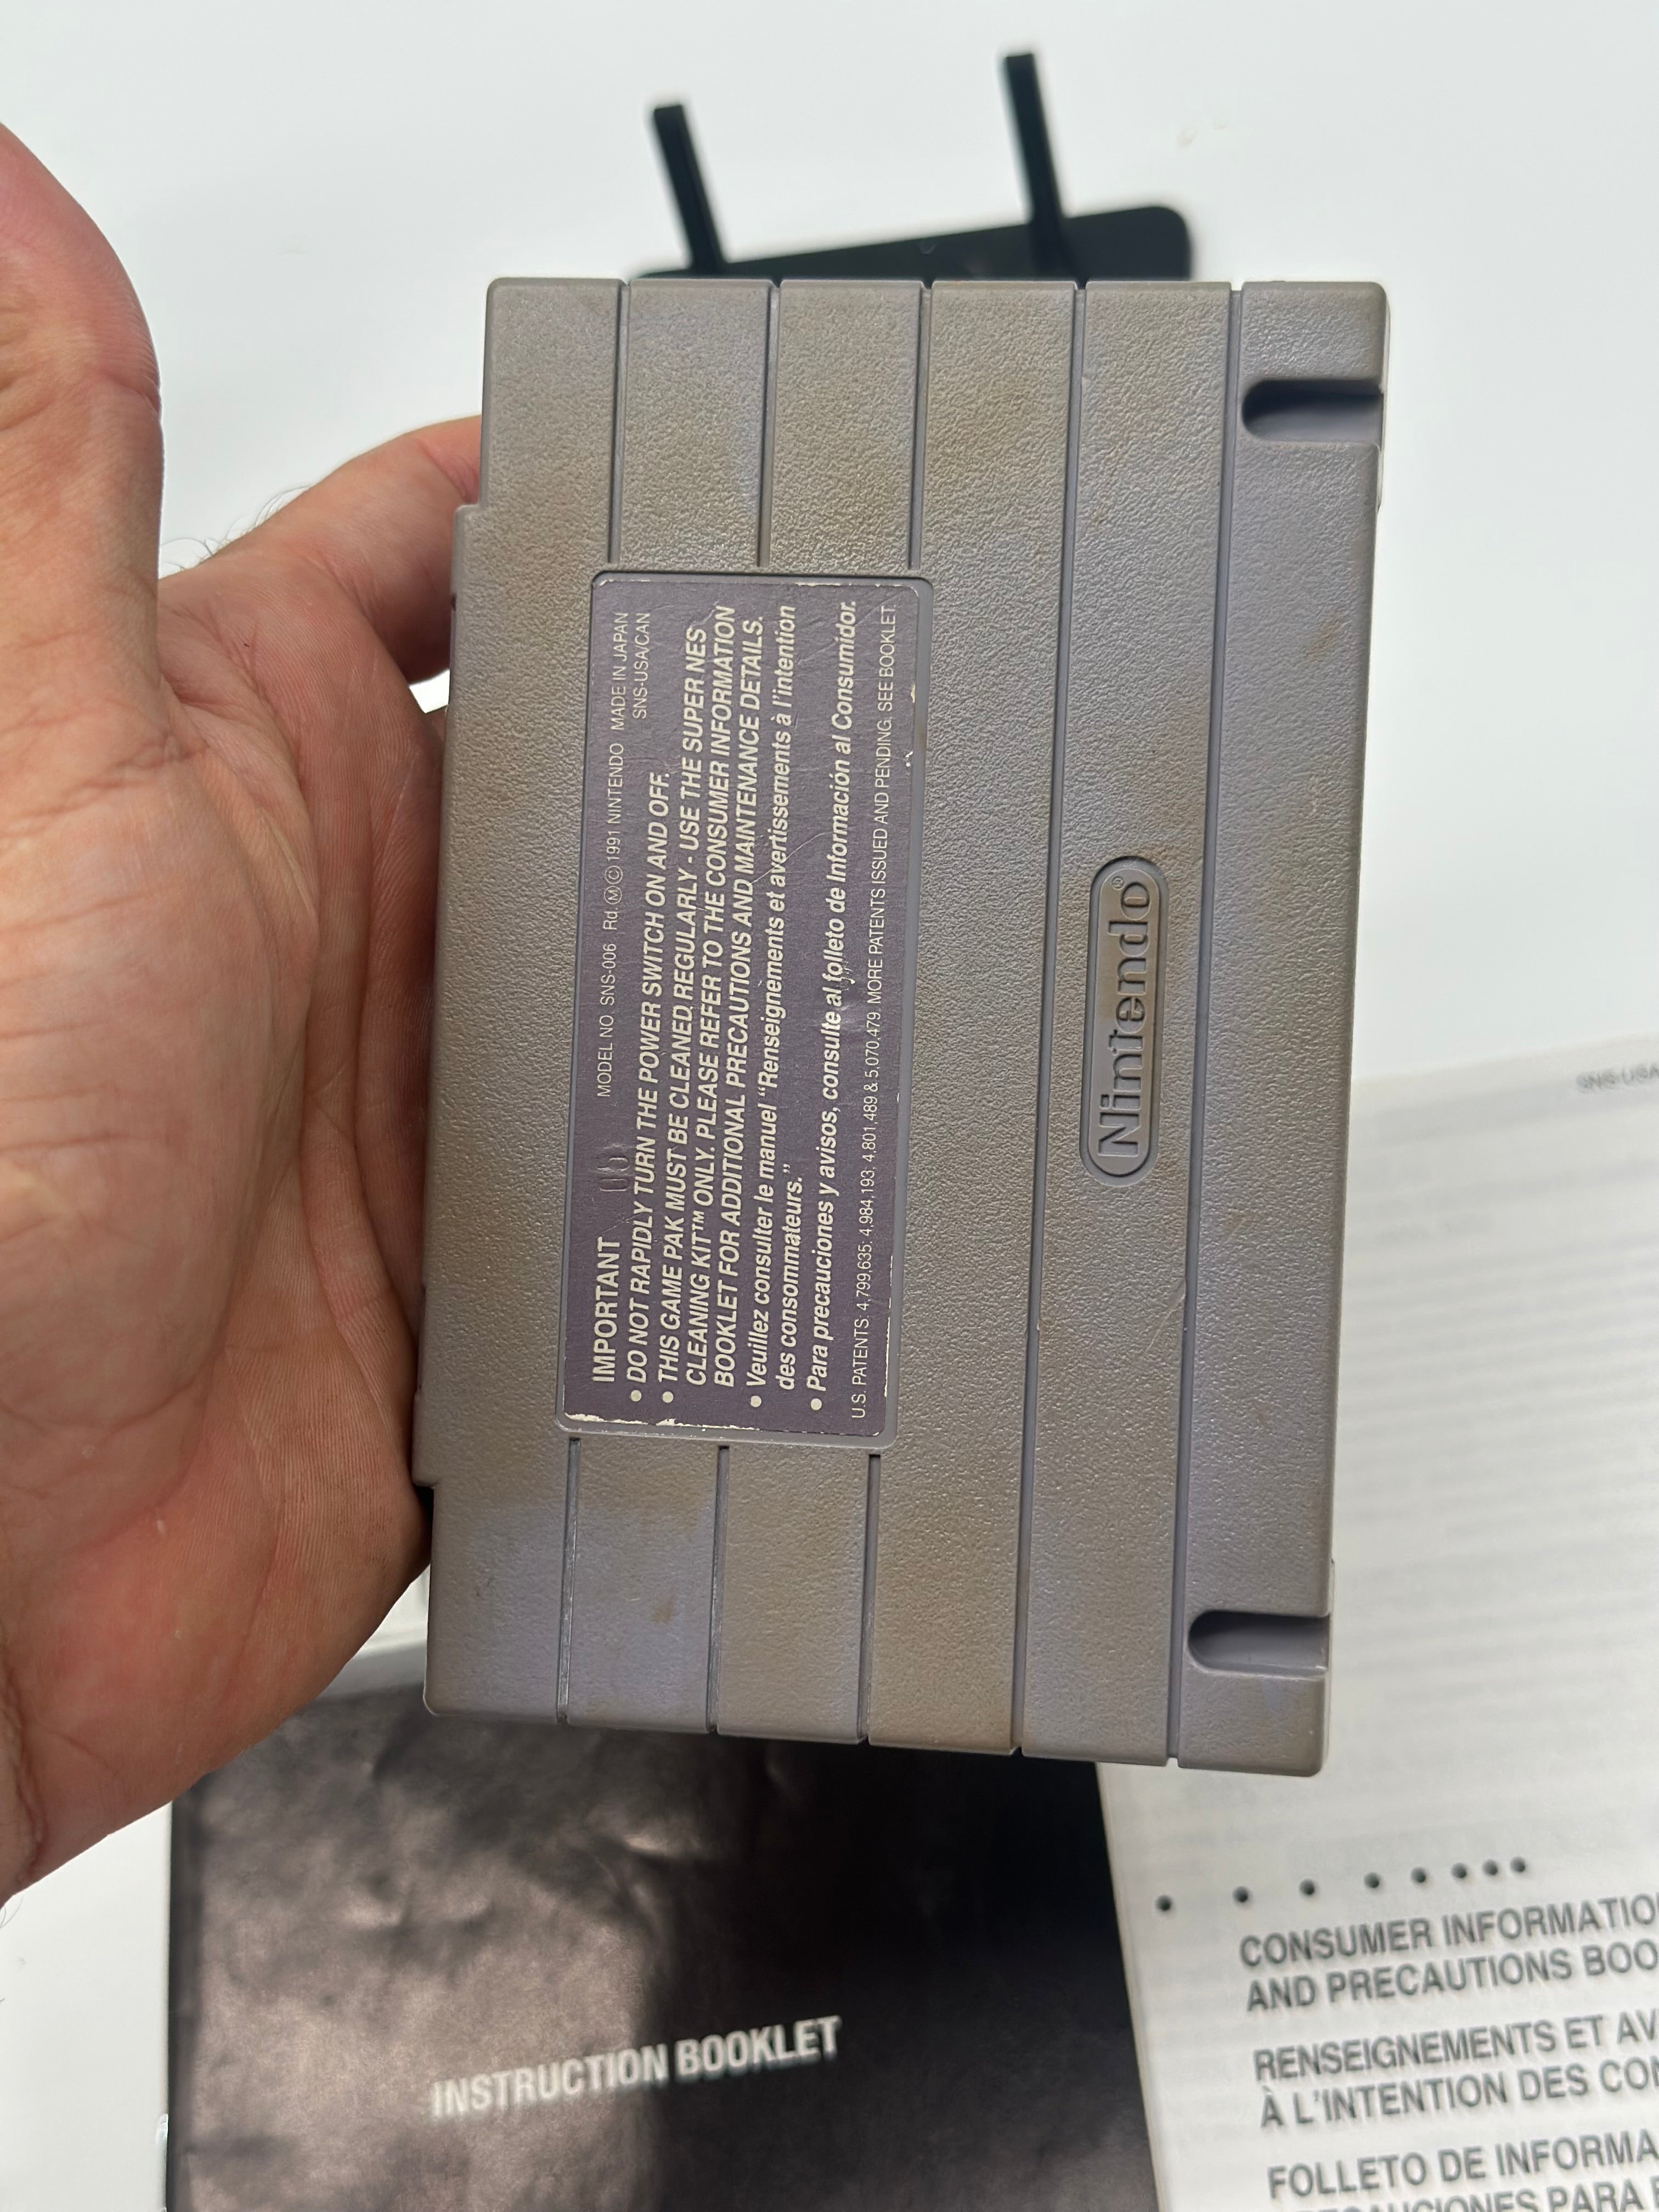 IMPORTANT
MODEL NO SNS-006 Rd. Ⓜ Ⓒ 1991 NINTENDO MADE IN JAPAN
SNS-USA/CAN
05
• DO NOT RAPIDLY TURN THE POWER SWITCH ON AND OFF.
• THIS GAME PAK MUST BE CLEANED REGULARLY - USE THE SUPER NES
CLEANING KIT™ ONLY. PLEASE REFER TO THE CONSUMER INFORMATION
BOOKLET FOR ADDITIONAL PRECAUTIONS AND MAINTENANCE DETAILS.
• Veuillez consulter le manuel “Renseignements et avertissements à l'intention
des consommateurs.”
• Para precauciones y avisos, consulte al folleto de Información al Consumidor.
U.S. PATENTS: 4,799,635; 4,984,193; 4,801,489 & 5,070,479. MORE PATENTS ISSUED AND PENDING. SEE BOOKLET.
Nintendo®
INSTRUCTION BOOKLET
SNS-USA
CONSUMER INFORMATIO
AND PRECAUTIONS BOO
RENSEIGNEMENTS ET AV
À L'INTENTION DES CO
FOLLETO DE INFORMA
PARA